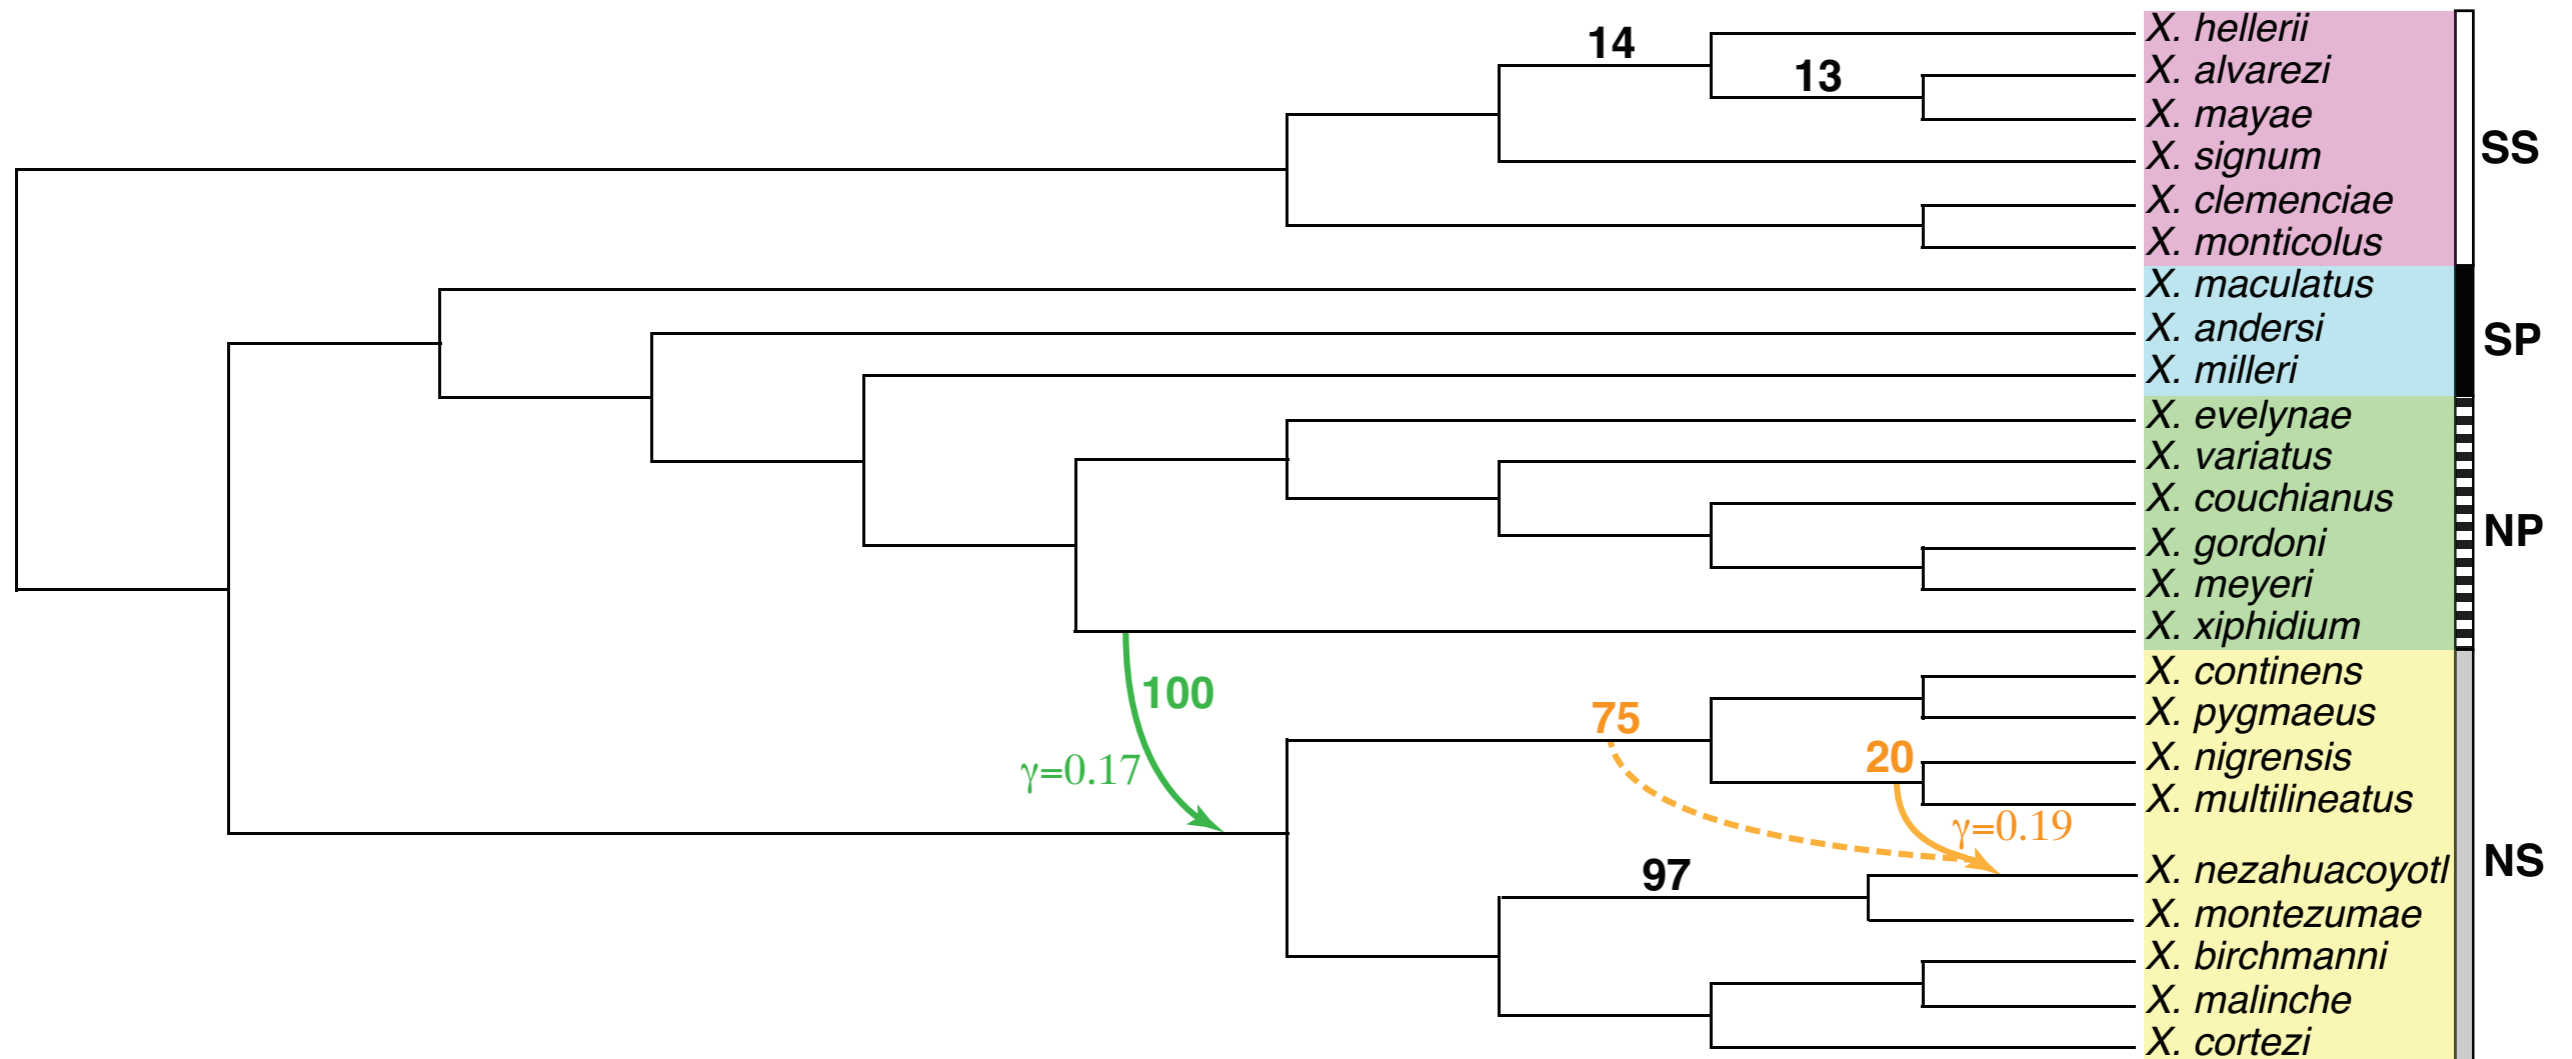 14
X. hellerii
13
X. alvarezi
X. mayae
SS
X. signum
X. clemenciae
X. monticolus
X. maculatus
X. andersi
SP
X. milleri
X. evelynae
X. variatus
X. couchianus
NP
X. gordoni
X. meyeri
X. xiphidium
100
X. continens
75
X. pygmaeus
20
X. nigrensis
γ=0.17
X. multilineatus
γ=0.19
97
X. nezahuacoyotl
NS
X. montezumae
X. birchmanni
X. malinche
X. cortezi